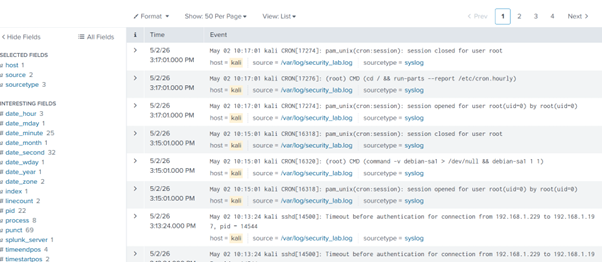 Format ▾ Show: 50 Per Page ▾ View: List ▾
< Prev 1 2 3 4 Next >
< Hide Fields All Fields
i Time Event
SELECTED FIELDS
host 1
source 2
sourcetype 3
INTERESTING FIELDS
# date_hour 3
# date_mday 1
# date_minute 25
date_month 1
# date_second 32
date_wday 1
# date_year 1
date_zone 2
index 1
# linecount 2
# pid 22
process 8
punct 69
splunk_server 1
# timeendpos 4
# timestartpos 2
> 5/2/26 May 02 10:17:01 kali CRON[17274]: pam_unix(cron:session): session closed for user root
3:17:01.000 PM host = kali source = /var/log/security_lab.log sourcetype = syslog
> 5/2/26 May 02 10:17:01 kali CRON[17276]: (root) CMD (cd / && run-parts --report /etc/cron.hourly)
3:17:01.000 PM host = kali source = /var/log/security_lab.log sourcetype = syslog
> 5/2/26 May 02 10:17:01 kali CRON[17274]: pam_unix(cron:session): session opened for user root(uid=0) by root(uid=0)
3:17:01.000 PM host = kali source = /var/log/security_lab.log sourcetype = syslog
> 5/2/26 May 02 10:15:01 kali CRON[16318]: pam_unix(cron:session): session closed for user root
3:15:01.000 PM host = kali source = /var/log/security_lab.log sourcetype = syslog
> 5/2/26 May 02 10:15:01 kali CRON[16320]: (root) CMD (command -v debian-sa1 > /dev/null && debian-sa1 1 1)
3:15:01.000 PM host = kali source = /var/log/security_lab.log sourcetype = syslog
> 5/2/26 May 02 10:15:01 kali CRON[16318]: pam_unix(cron:session): session opened for user root(uid=0) by root(uid=0)
3:15:01.000 PM host = kali source = /var/log/security_lab.log sourcetype = syslog
> 5/2/26 May 02 10:13:24 kali sshd[14500]: Timeout before authentication for connection from 192.168.1.229 to 192.168.1.19
3:13:24.000 PM 7, pid = 14544
host = kali source = /var/log/security_lab.log sourcetype = syslog
> 5/2/26 May 02 10:13:24 kali sshd[14500]: Timeout before authentication for connection from 192.168.1.229 to 192.168.1.19